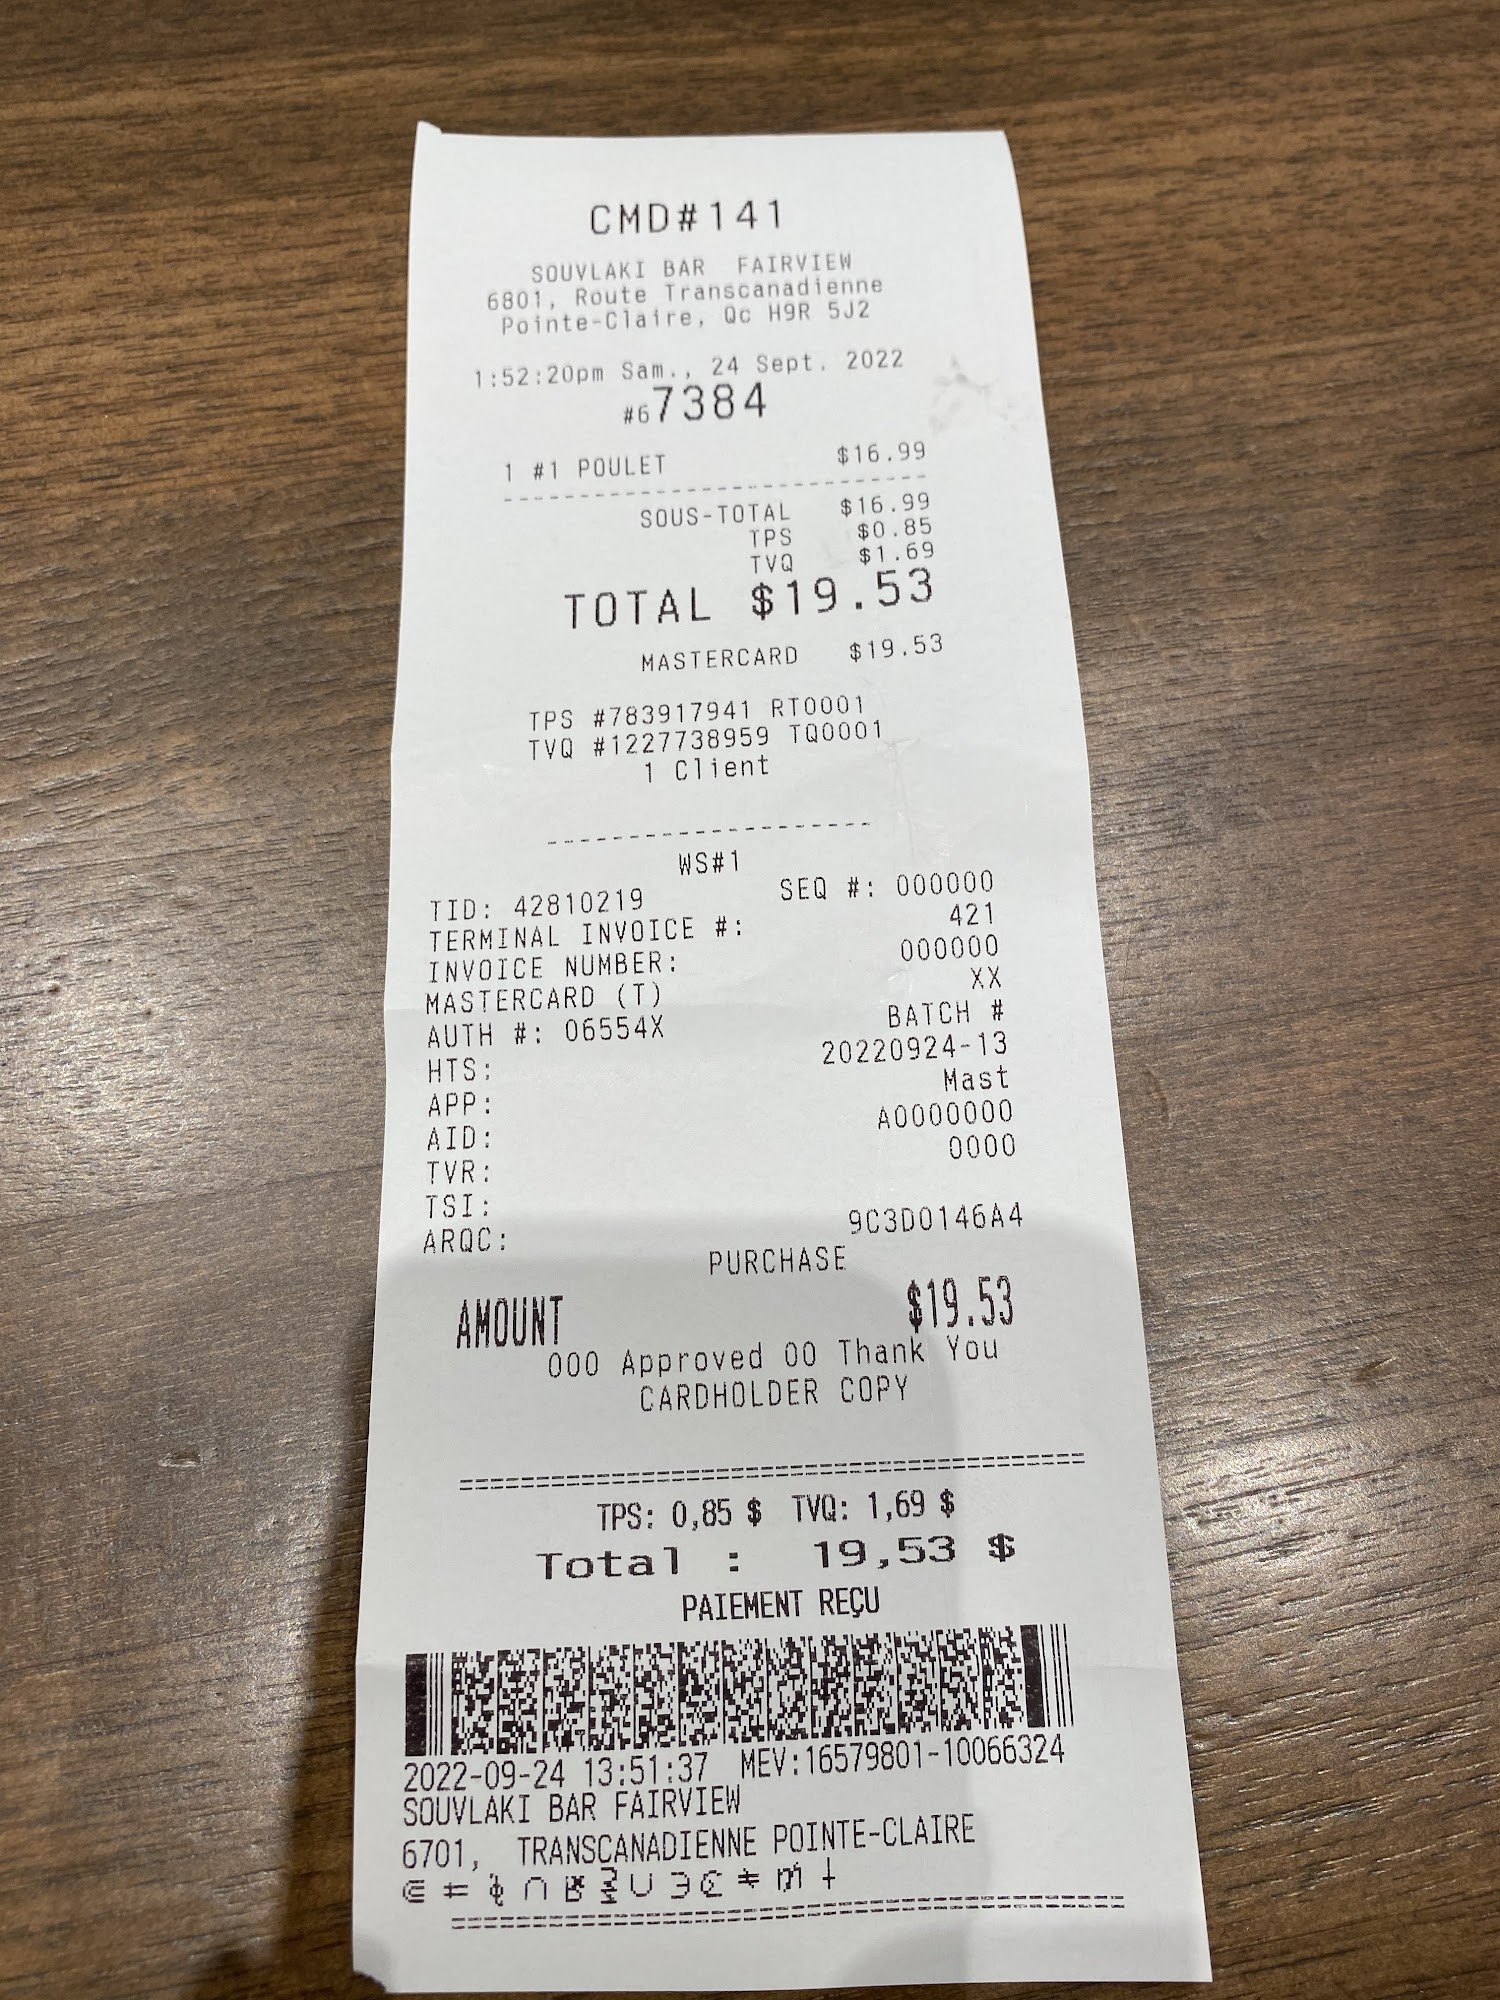 CMD#141
SOUVLAKI BAR FAIRVIEW
6801, Route Transcanadienne
Pointe-Claire, Qc H9R 5J2
1:52:20pm Sam., 24 Sept. 2022
#67384
1 #1 POULET $16.99
SOUS-TOTAL $16.99
TPS $0.85
TVQ $1.69
TOTAL $19.53
MASTERCARD $19.53
TPS #783917941 RT0001
TVQ #1227738959 TQ0001
1 Client
WS#1
TID: 42810219 SEQ #: 000000
TERMINAL INVOICE #: 421
INVOICE NUMBER: 000000
MASTERCARD (T) XX
AUTH #: 06554X BATCH #
HTS: 20220924-13
APP: Mast
AID: A0000000
TVR: 0000
TSI:
ARQC: 9C3D0146A4
PURCHASE
AMOUNT $19.53
000 Approved 00 Thank You
CARDHOLDER COPY
TPS: 0,85 $ TVQ: 1,69 $
Total : 19,53 $
PAIEMENT REÇU
2022-09-24 13:51:37 MEV:16579801-10066324
SOUVLAKI BAR FAIRVIEW
6701, TRANSCANADIENNE POINTE-CLAIRE